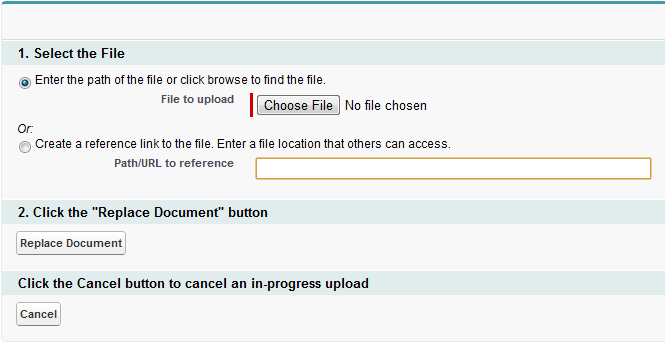 1. Select the File
Enter the path of the file or click browse to find the file.
File to upload Choose File No file chosen
Or:
Create a reference link to the file. Enter a file location that others can access.
Path/URL to reference
2. Click the "Replace Document" button
Replace Document
Click the Cancel button to cancel an in-progress upload
Cancel